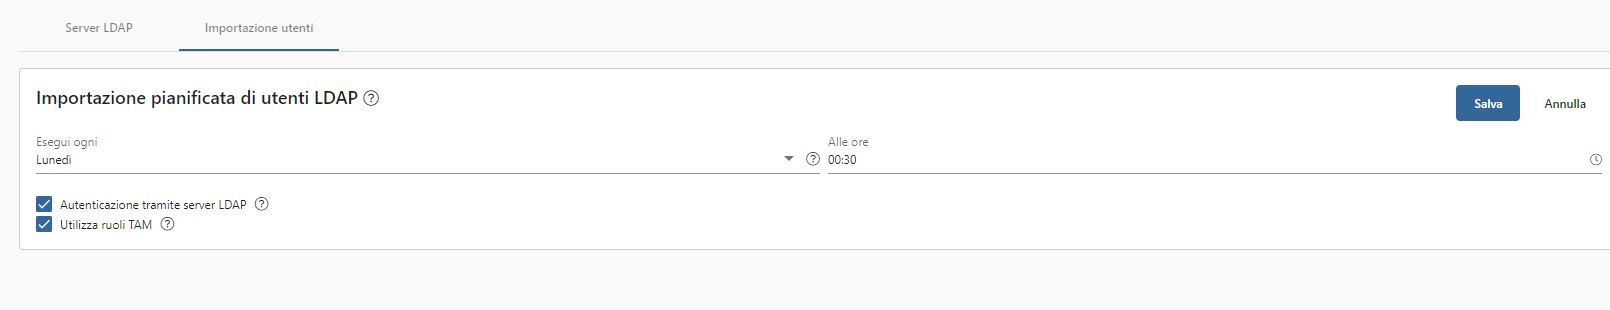 Server LDAP Importazione utenti
Importazione pianificata di utenti LDAP ?
Salva Annulla
Esegui ogni Alle ore
Lunedì ? 00:30
Autenticazione tramite server LDAP ?
Utilizza ruoli TAM ?